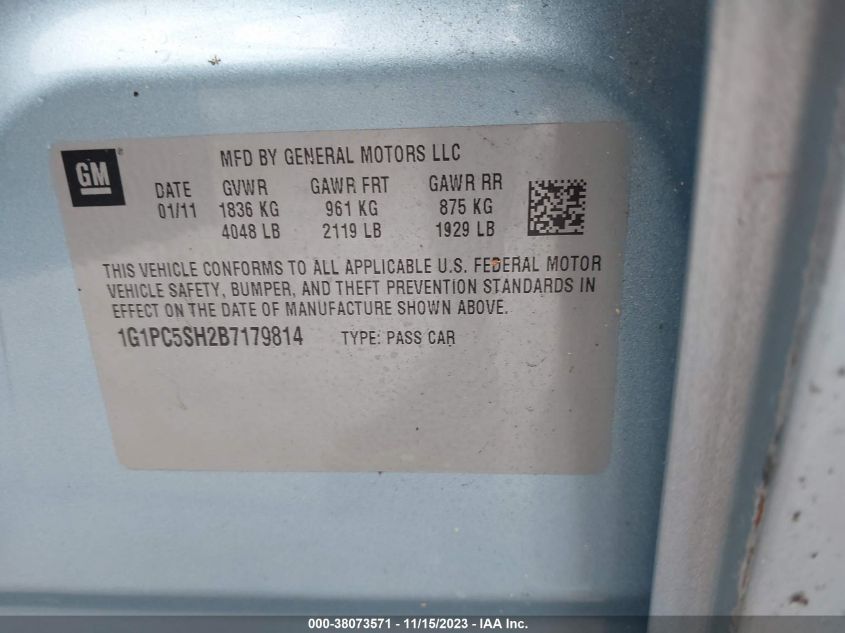 GM
MFD BY GENERAL MOTORS LLC
DATE GVWR GAWR FRT GAWR RR
01/11 1836 KG 961 KG 875 KG
4048 LB 2119 LB 1929 LB
THIS VEHICLE CONFORMS TO ALL APPLICABLE U.S. FEDERAL MOTOR
VEHICLE SAFETY, BUMPER, AND THEFT PREVENTION STANDARDS IN
EFFECT ON THE DATE OF MANUFACTURE SHOWN ABOVE.
1G1PC5SH2B7179814 TYPE: PASS CAR
000-38073571 - 11/15/2023 - IAA Inc.